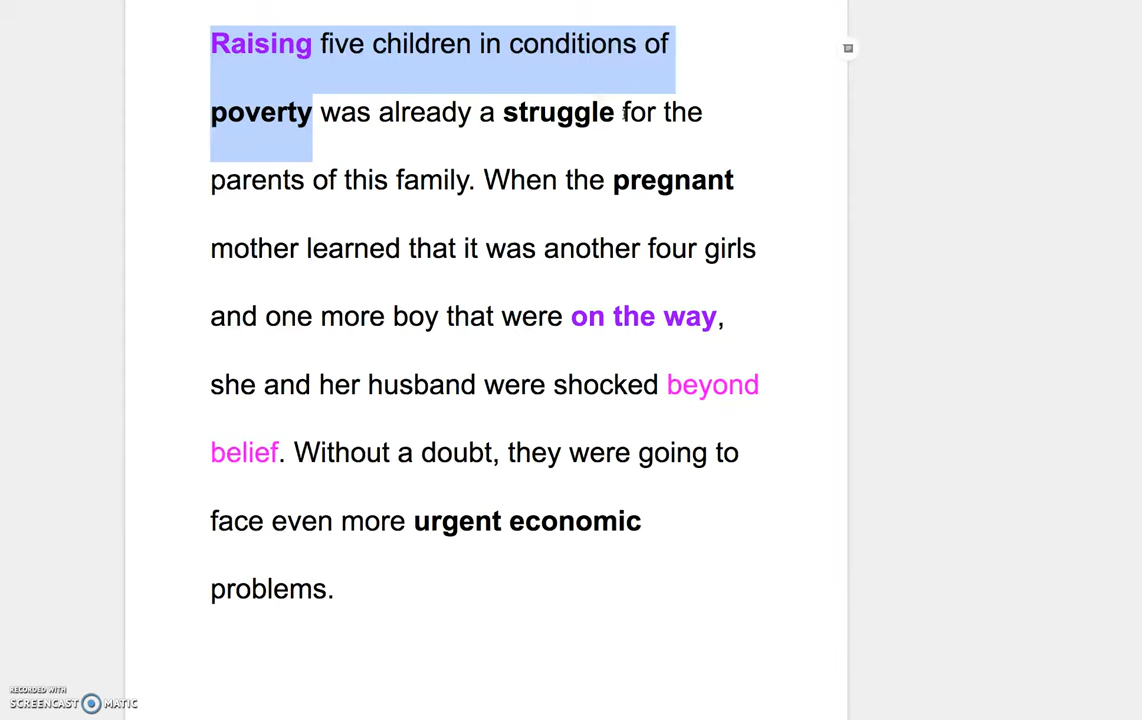 Raising five children in conditions of
poverty was already a struggle for the
parents of this family. When the pregnant
mother learned that it was another four girls
and one more boy that were on the way,
she and her husband were shocked beyond
belief. Without a doubt, they were going to
face even more urgent economic
problems.
RECORDED WITH
SCREENCAST MATIC